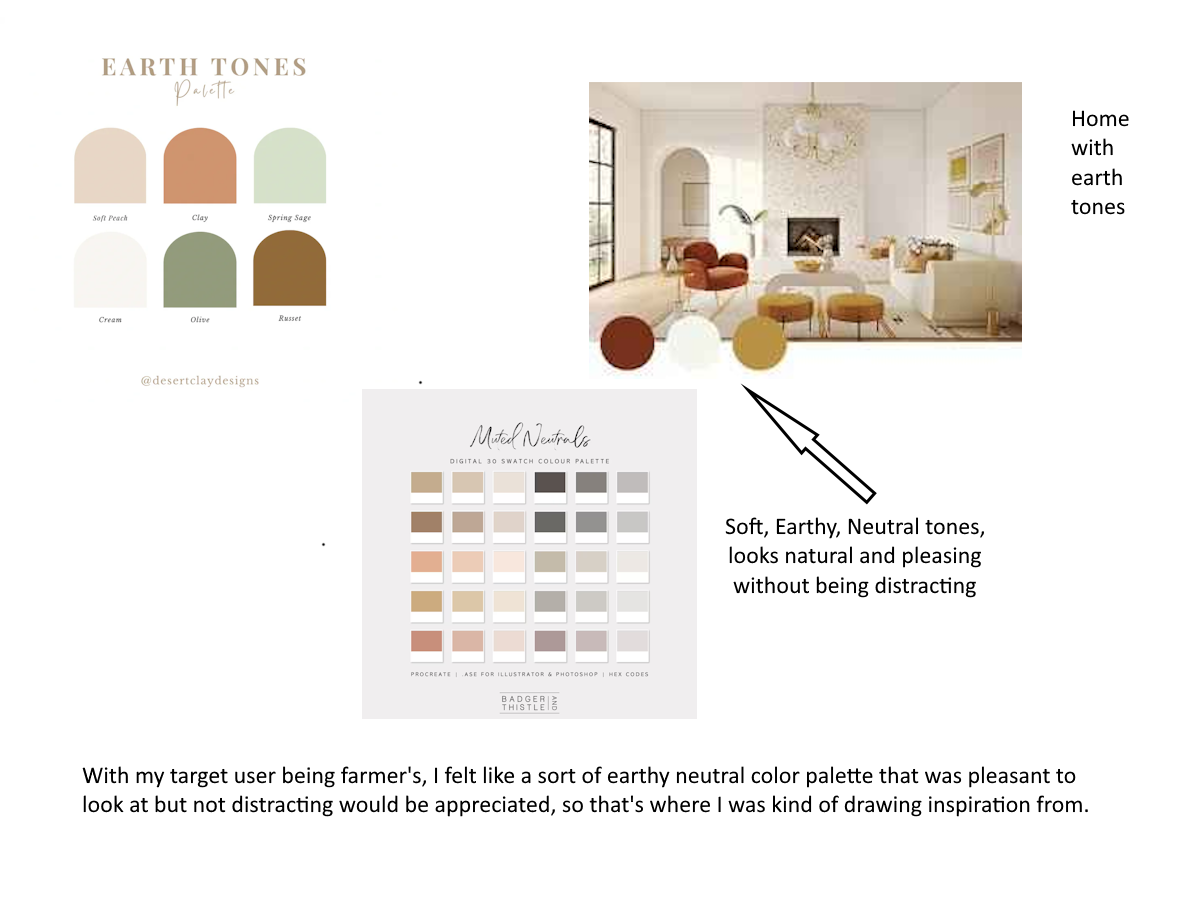 EARTH TONES
Palette
Soft Peach
Clay
Spring Sage
Cream
Olive
Russet
@desertclaydesigns
Home
with
earth
tones
Muted Neutrals
DIGITAL 30 SWATCH COLOUR PALETTE
PROCREATE | .ASE FOR ILLUSTRATOR & PHOTOSHOP | HEX CODES
BADGER
AND
THISTLE
Soft, Earthy, Neutral tones,
looks natural and pleasing
without being distracting
With my target user being farmer's, I felt like a sort of earthy neutral color palette that was pleasant to
look at but not distracting would be appreciated, so that's where I was kind of drawing inspiration from.